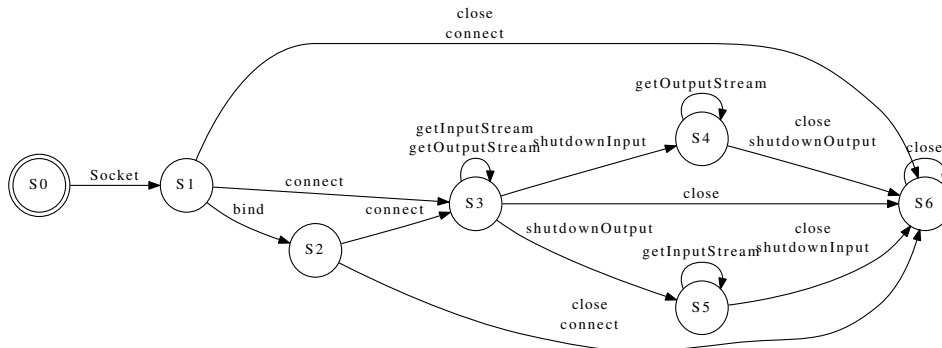 close
connect
getOutputStream
getInputStream
getOutputStream
shutdownInput
S4
close
shutdownOutput
close
S0
Socket
S1
connect
S3
close
S6
bind
connect
shutdownOutput
close
shutdownInput
S2
getInputStream
S5
close
connect